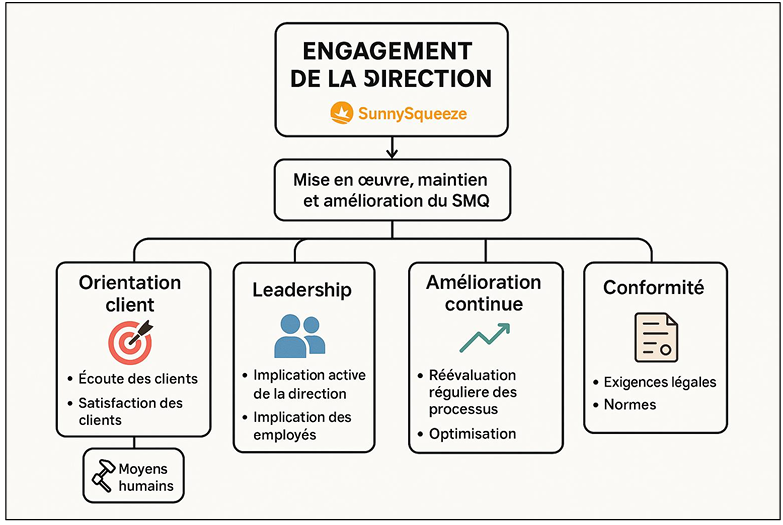 ENGAGEMENT
DE LA DIRECTION
SunnySqueeze
Mise en œuvre, maintien
et amélioration du SMQ
Orientation
client
• Écoute des clients
• Satisfaction des
clients
Moyens
humains
Leadership
• Implication active
de la direction
• Implication des
employés
Amélioration
continue
• Réévaluation
réguliere des
processus
• Optimisation
Conformité
• Exigences légales
• Normes